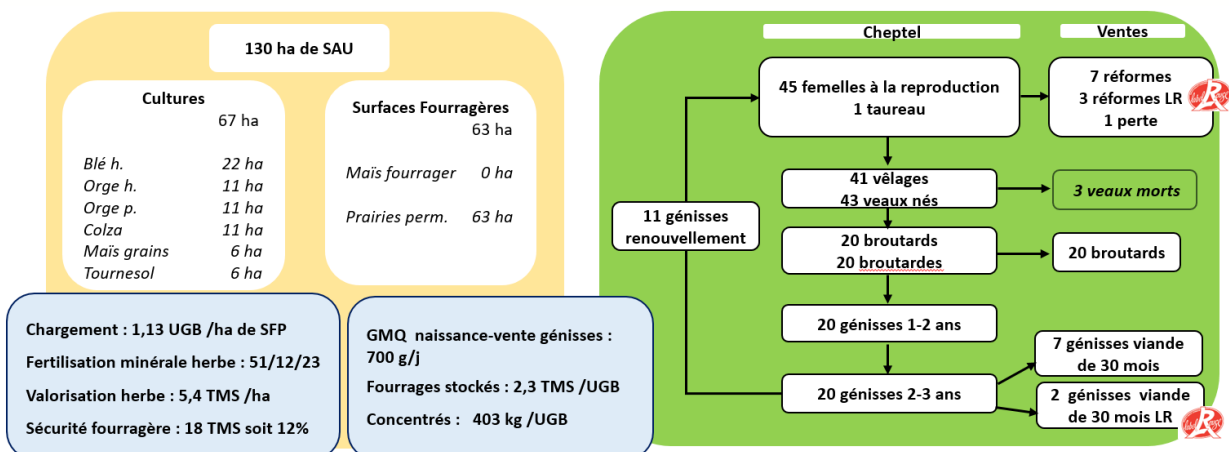 130 ha de SAU
Cultures
67 ha
Blé h. 22 ha
Orge h. 11 ha
Orge p. 11 ha
Colza 11 ha
Maïs grains 6 ha
Tournesol 6 ha
Surfaces Fourragères
63 ha
Maïs fourrager 0 ha
Prairies perm. 63 ha
Chargement : 1,13 UGB /ha de SFP
Fertilisation minérale herbe : 51/12/23
Valorisation herbe : 5,4 TMS /ha
Sécurité fourragère : 18 TMS soit 12%
GMQ naissance-vente génisses :
700 g/j
Fourrages stockés : 2,3 TMS /UGB
Concentrés : 403 kg /UGB
Cheptel
Ventes
45 femelles à la reproduction
1 taureau
7 réformes
3 réformes LR
1 perte
label rouge
41 vêlages
43 veaux nés
3 veaux morts
11 génisses
renouvellement
20 broutards
20 broutardes
20 broutards
20 génisses 1-2 ans
20 génisses 2-3 ans
7 génisses viande
de 30 mois
2 génisses viande
de 30 mois LR
label rouge